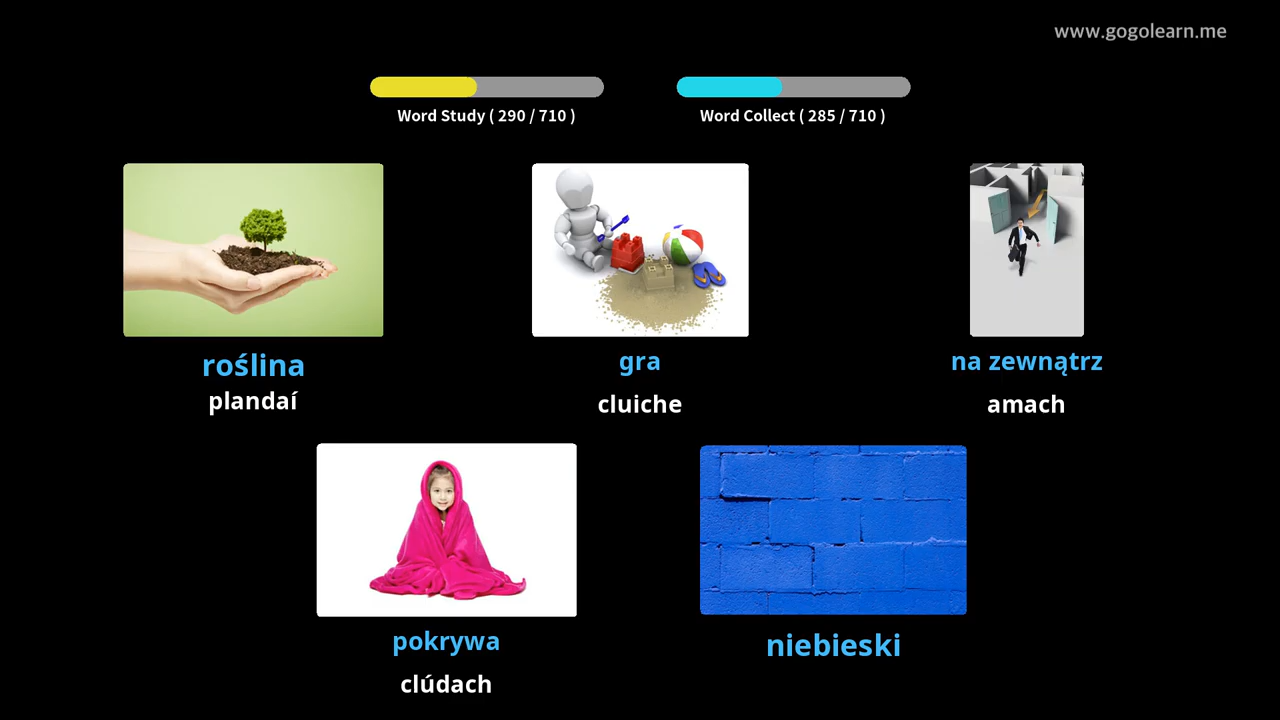 www.gogolearn.me
Word Study ( 290 / 710 )
Word Collect ( 285 / 710 )
roślina
plandaí
gra
cluiche
na zewnątrz
amach
pokrywa
clúdach
niebieski